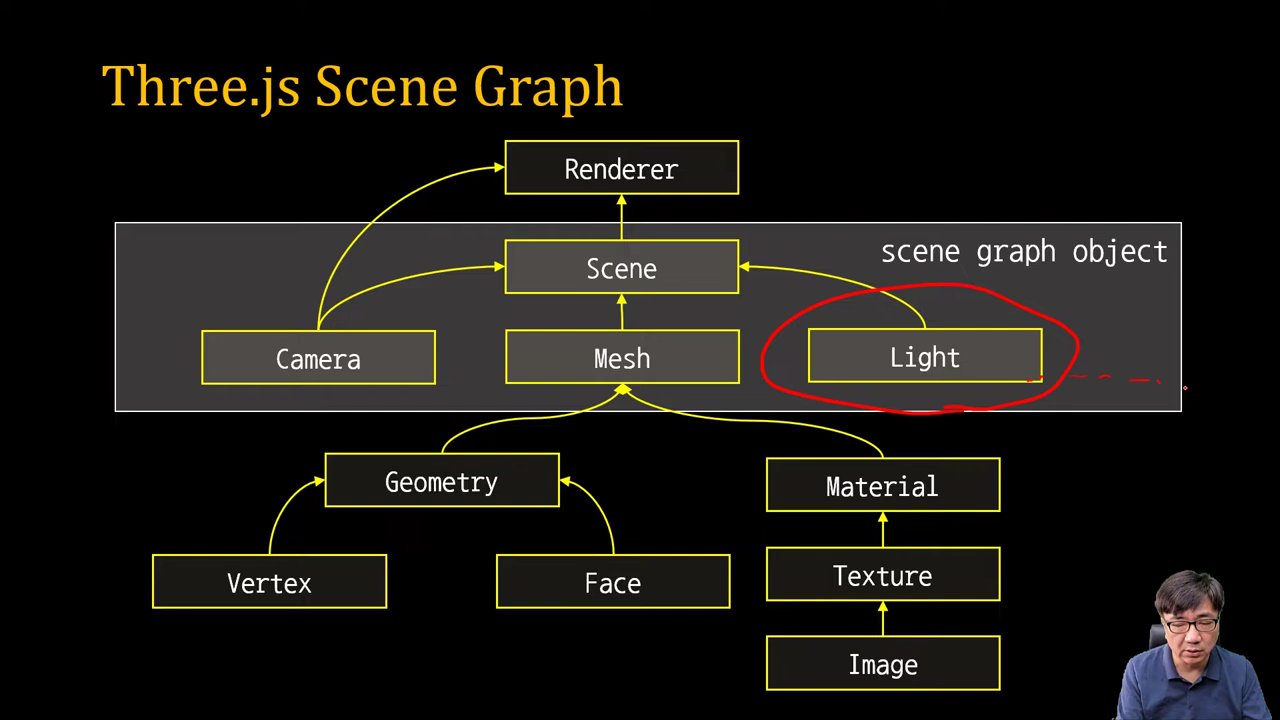 Three.js Scene Graph
Renderer
scene graph object
Scene
Camera
Mesh
Light
Geometry
Material
Vertex
Face
Texture
Image